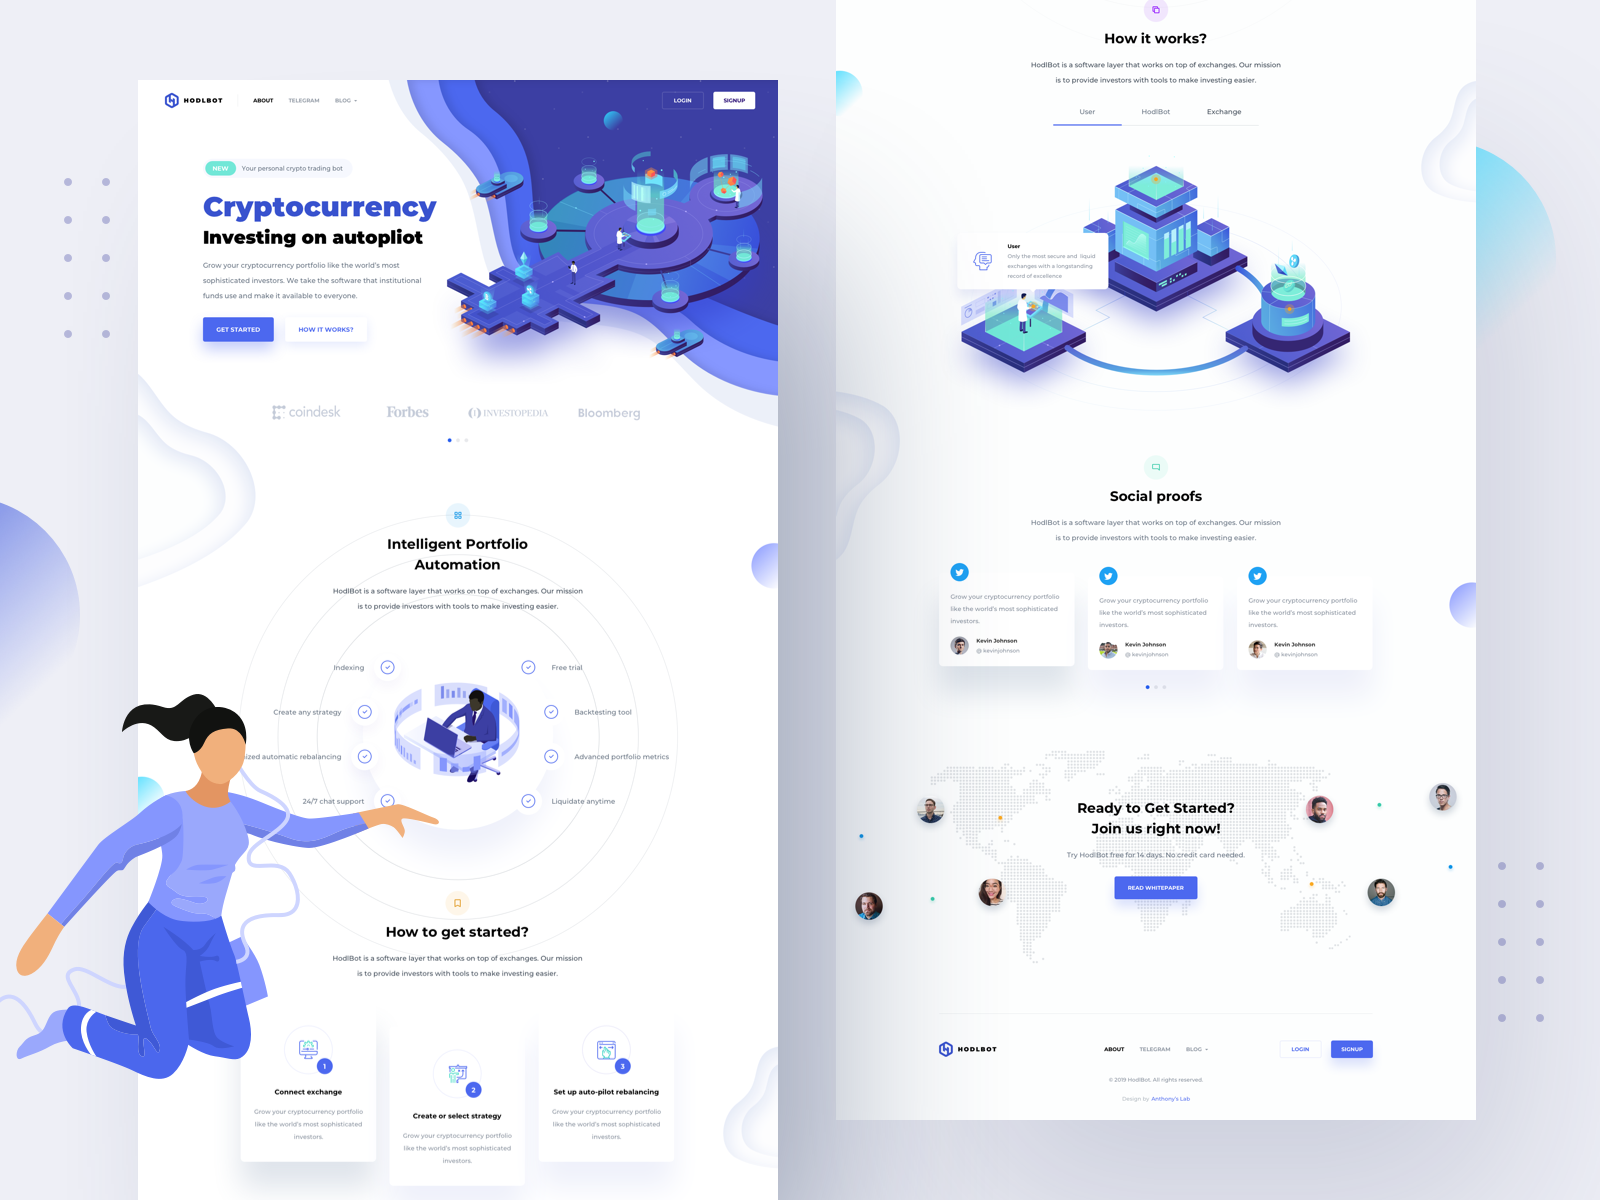 HODLBOT
ABOUT
TELEGRAM
BLOG
LOGIN
SIGNUP
NEW
Your personal crypto trading bot
Cryptocurrency
Investing on autopliot
Grow your cryptocurrency portfolio like the world's most
sophisticated investors. We take the software that institutional
funds use and make it available to everyone.
GET STARTED
HOW IT WORKS?
coindesk
Forbes
INVESTOPEDIA
Bloomberg
Intelligent Portfolio
Automation
HodlBot is a software layer that works on top of exchanges. Our mission
is to provide investors with tools to make investing easier.
Indexing
Free trial
Create any strategy
Backtesting tool
ized automatic rebalancing
Advanced portfolio metrics
24/7 chat support
Liquidate anytime
How to get started?
HodlBot is a software layer that works on top of exchanges. Our mission
is to provide investors with tools to make investing easier.
1
Connect exchange
Grow your cryptocurrency portfolio
like the world's most sophisticated
investors.
2
Create or select strategy
Grow your cryptocurrency portfolio
like the world's most sophisticated
investors.
3
Set up auto-pilot rebalancing
Grow your cryptocurrency portfolio
like the world's most sophisticated
investors.
How it works?
HodlBot is a software layer that works on top of exchanges. Our mission
is to provide investors with tools to make investing easier.
User
HodlBot
Exchange
User
Only the most secure and liquid
exchanges with a longstanding
record of excellence
Social proofs
HodlBot is a software layer that works on top of exchanges. Our mission
is to provide investors with tools to make investing easier.
Grow your cryptocurrency portfolio
like the world's most sophisticated
investors.
Kevin Johnson
@ kevinjohnson
Grow your cryptocurrency portfolio
like the world's most sophisticated
investors.
Kevin Johnson
@ kevinjohnson
Grow your cryptocurrency portfolio
like the world's most sophisticated
investors.
Kevin Johnson
@ kevinjohnson
Ready to Get Started?
Join us right now!
Try HodlBot free for 14 days. No credit card needed.
READ WHITEPAPER
HODLBOT
ABOUT
TELEGRAM
BLOG
LOGIN
SIGNUP
© 2019 HodlBot. All rights reserved.
Design by Anthony's Lab